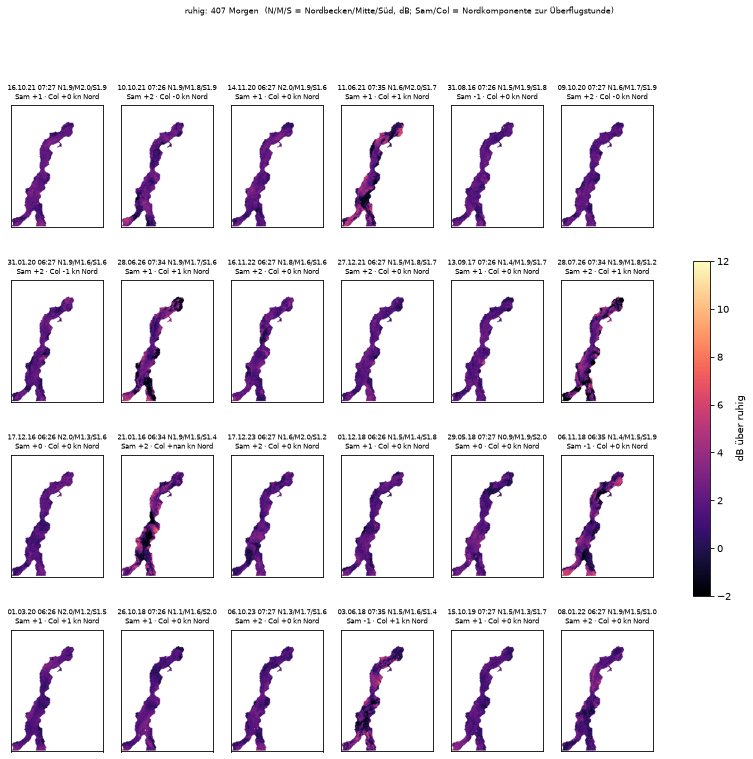 ruhig: 407 Morgen (N/M/S = Nordbecken/Mitte/Süd, dB; Sam/Col = Nordkomponente zur Überflugstunde)
16.10.21 07:27 N1.9/M1.8/S1.9
Sam +1 · Col +0 kn Nord
10.10.21 07:26 N1.9/M1.8/S1.9
Sam +2 · Col -0 kn Nord
14.11.20 06:27 N2.0/M1.9/S1.6
Sam +1 · Col +0 kn Nord
11.06.21 07:35 N1.6/M2.0/S1.7
Sam +1 · Col +0 kn Nord
31.08.16 07:26 N1.5/M1.9/S1.8
Sam -1 · Col +0 kn Nord
09.10.20 07:27 N1.6/M1.7/S1.9
Sam +2 · Col -0 kn Nord
31.01.20 06:27 N1.9/M1.6/S1.6
Sam +2 · Col -1 kn Nord
28.06.26 07:34 N1.9/M1.7/S1.6
Sam +1 · Col +1 kn Nord
16.11.22 06:27 N1.8/M1.6/S1.6
Sam +2 · Col +0 kn Nord
27.12.21 06:27 N1.5/M1.8/S1.7
Sam +2 · Col +0 kn Nord
13.09.17 07:26 N1.4/M1.9/S1.7
Sam +1 · Col +0 kn Nord
28.07.26 07:34 N1.9/M1.8/S1.2
Sam +2 · Col +1 kn Nord
17.12.16 06:26 N2.0/M1.3/S1.6
Sam +0 · Col +0 kn Nord
21.01.16 06:34 N1.9/M1.5/S1.4
Sam +2 · Col +nan kn Nord
17.12.23 06:27 N1.6/M2.0/S1.2
Sam +2 · Col +0 kn Nord
01.12.18 06:26 N1.5/M1.4/S1.8
Sam +1 · Col +0 kn Nord
29.05.18 07:27 N0.9/M1.9/S2.0
Sam +0 · Col +0 kn Nord
06.11.18 06:35 N1.4/M1.5/S1.9
Sam -1 · Col +0 kn Nord
01.03.20 06:26 N2.0/M1.2/S1.5
Sam +1 · Col +1 kn Nord
26.10.18 07:26 N1.1/M1.6/S2.0
Sam +1 · Col +0 kn Nord
06.10.23 07:27 N1.3/M1.7/S1.6
Sam +2 · Col +0 kn Nord
03.06.18 07:35 N1.5/M1.6/S1.4
Sam -1 · Col +1 kn Nord
15.10.19 07:27 N1.5/M1.3/S1.7
Sam +1 · Col +0 kn Nord
08.01.22 06:27 N1.9/M1.5/S1.0
Sam +2 · Col +0 kn Nord
12
10
8
6
4
2
0
−2
dB über ruhig